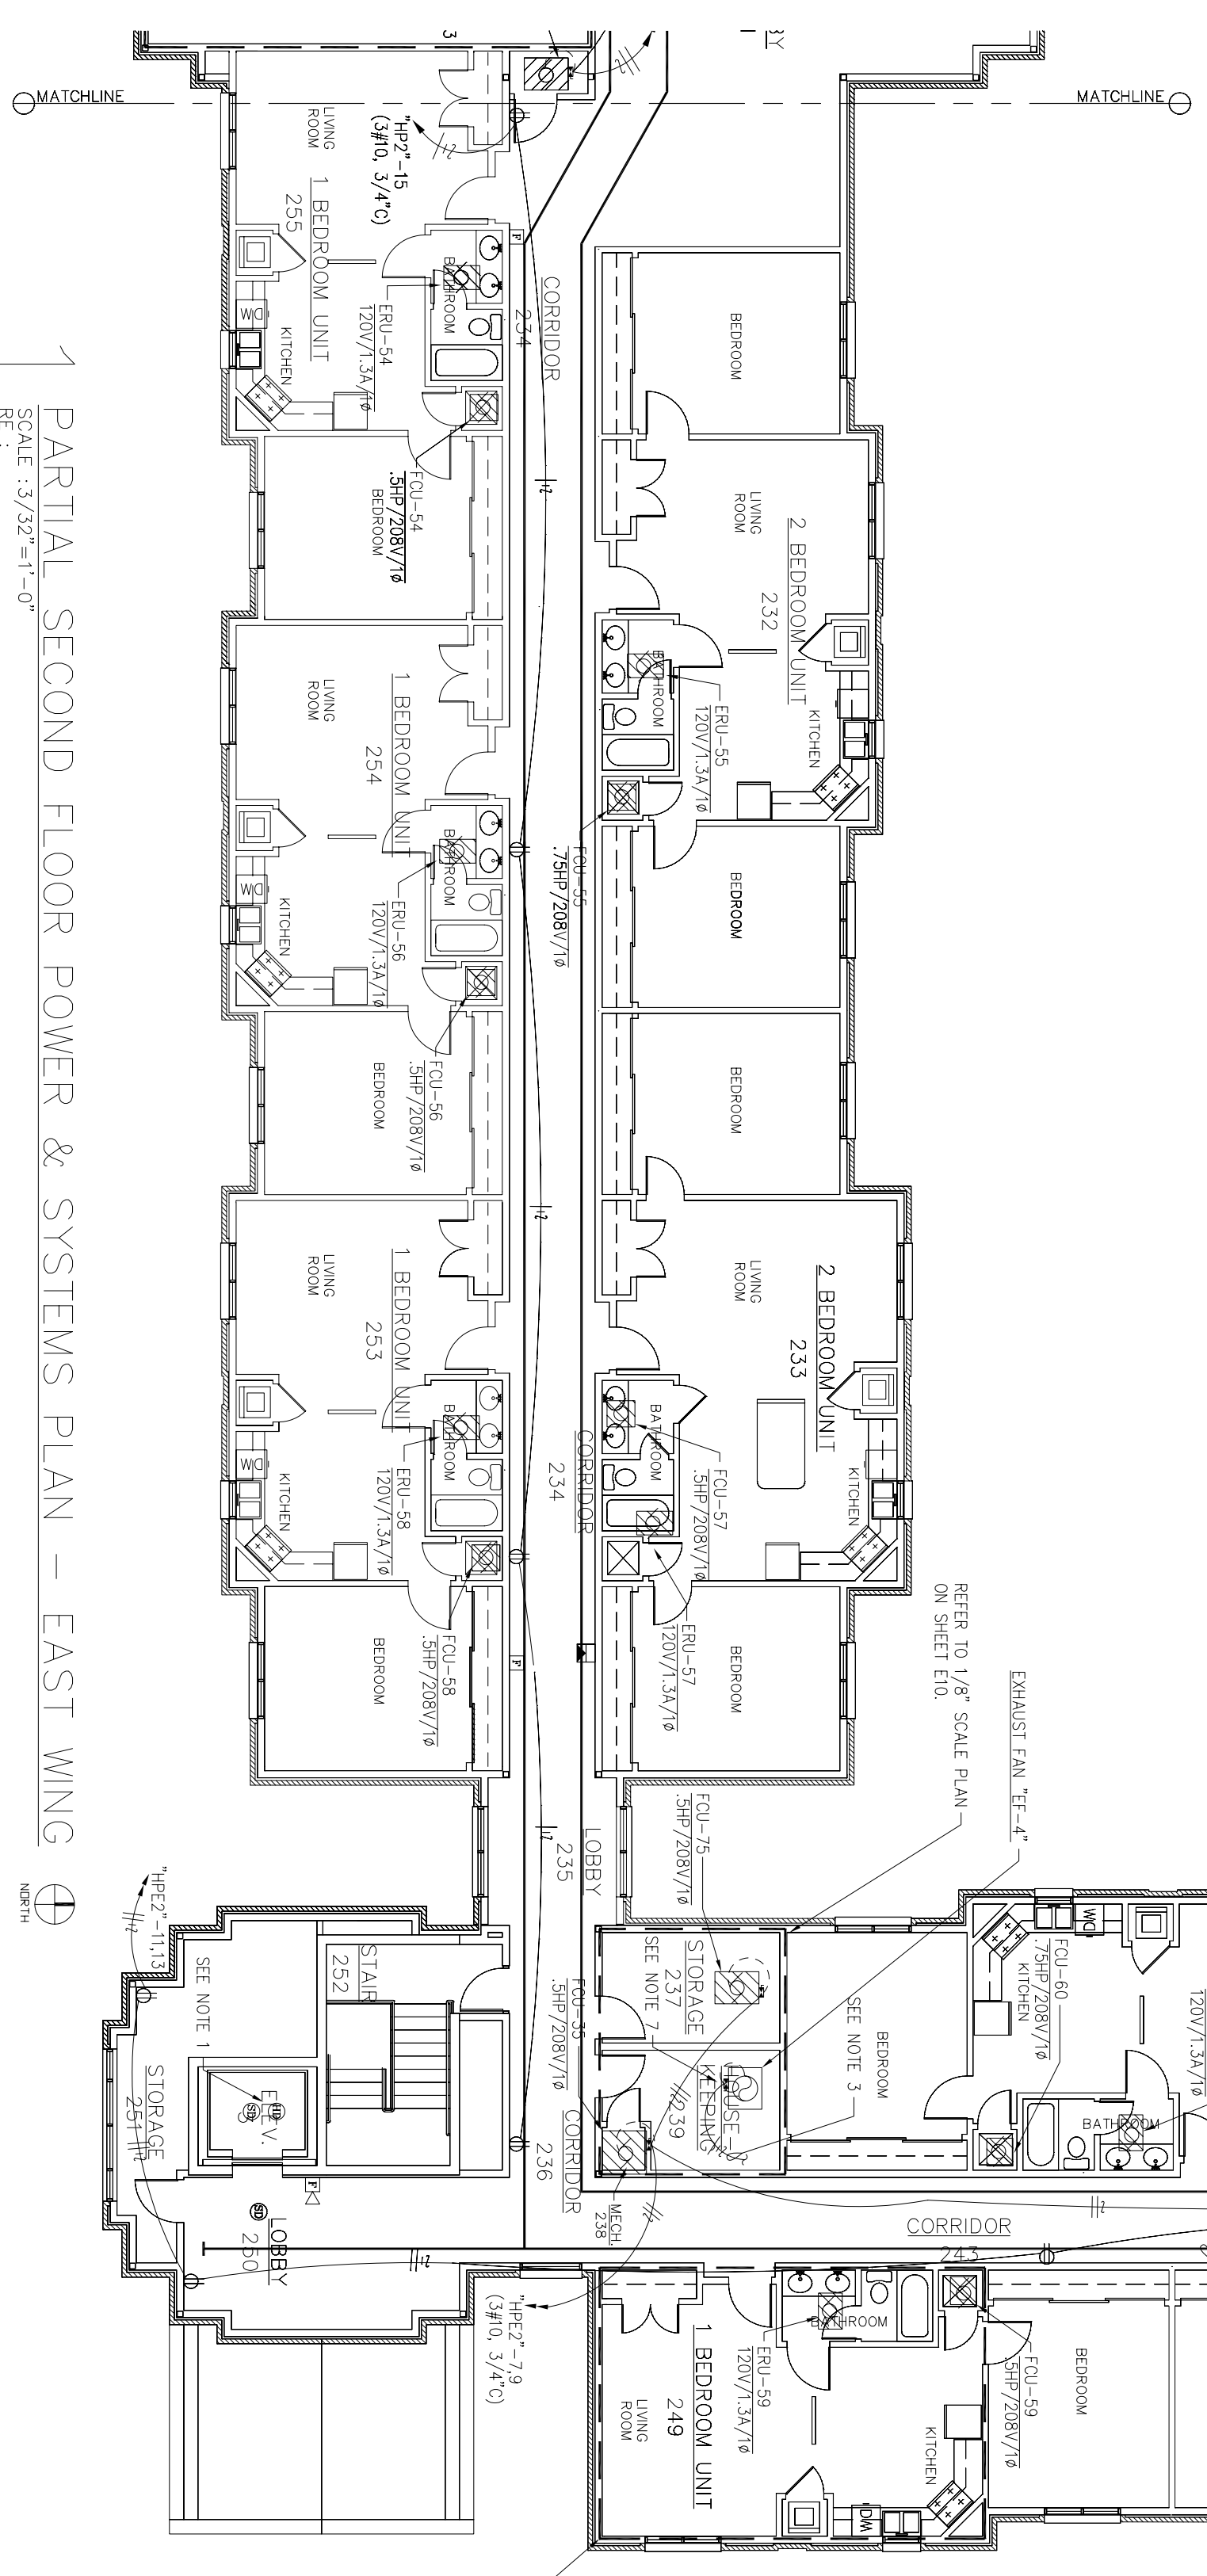 MATCHLINE
MATCHLINE
3
BY
"HP2"-15
(3#10, 3/4"C)
LIVING
ROOM
1 BEDROOM UNIT
255
BATHROOM
ERU-54
120V/1.3A/1ø
DW
KITCHEN
FCU-54
.5HP/208V/1ø
BEDROOM
CORRIDOR
234
BEDROOM
LIVING
ROOM
2 BEDROOM UNIT
232
BATHROOM
ERU-55
120V/1.3A/1ø
KITCHEN
FCU-55
.75HP/208V/1ø
BEDROOM
LIVING
ROOM
1 BEDROOM UNIT
254
BATHROOM
ERU-56
120V/1.3A/1ø
DW
KITCHEN
FCU-56
.5HP/208V/1ø
BEDROOM
BEDROOM
LIVING
ROOM
2 BEDROOM UNIT
233
BATHROOM
FCU-57
.5HP/208V/1ø
KITCHEN
ERU-57
120V/1.3A/1ø
BEDROOM
CORRIDOR
234
LIVING
ROOM
1 BEDROOM UNIT
253
BATHROOM
ERU-58
120V/1.3A/1ø
DW
KITCHEN
FCU-58
.5HP/208V/1ø
BEDROOM
F
F
REFER TO 1/8" SCALE PLAN
ON SHEET E10.
EXHAUST FAN "EF-4"
FCU-75
.5HP/208V/1ø
LOBBY
235
STORAGE
237
SEE NOTE 7
FCU-35
.5HP/208V/1ø
HOUSE-
KEEPING
239
SEE NOTE 3
BEDROOM
FCU-60
.75HP/208V/1ø
KITCHEN
DW
120V/1.3A/1ø
BATHROOM
CORRIDOR
236
MECH.
238
CORRIDOR
243
"HPE2"-11,13
SEE NOTE 1
STAIR
252
STORAGE
251
ELEV.
HD
SD
F
SD
LOBBY
250
"HPE2"-7,9
(3#10, 3/4"C)
BATHROOM
ERU-59
120V/1.3A/1ø
1 BEDROOM UNIT
249
LIVING
ROOM
DW
KITCHEN
FCU-59
.5HP/208V/1ø
BEDROOM
1 PARTIAL SECOND FLOOR POWER & SYSTEMS PLAN - EAST WING
SCALE :3/32"=1'-0"
RE :
NORTH